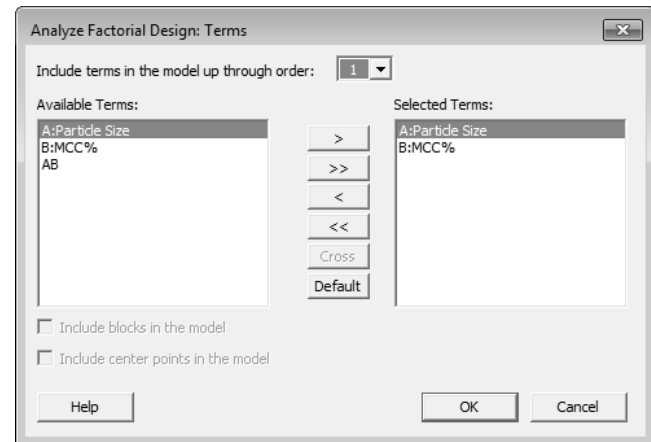 Analyze Factorial Design: Terms
Include terms in the model up through order: 1
Available Terms:
Selected Terms:
A:Particle Size
B:MCC%
AB
>
>>
<
<<
Cross
Default
A:Particle Size
B:MCC%
Include blocks in the model
Include center points in the model
Help
OK
Cancel